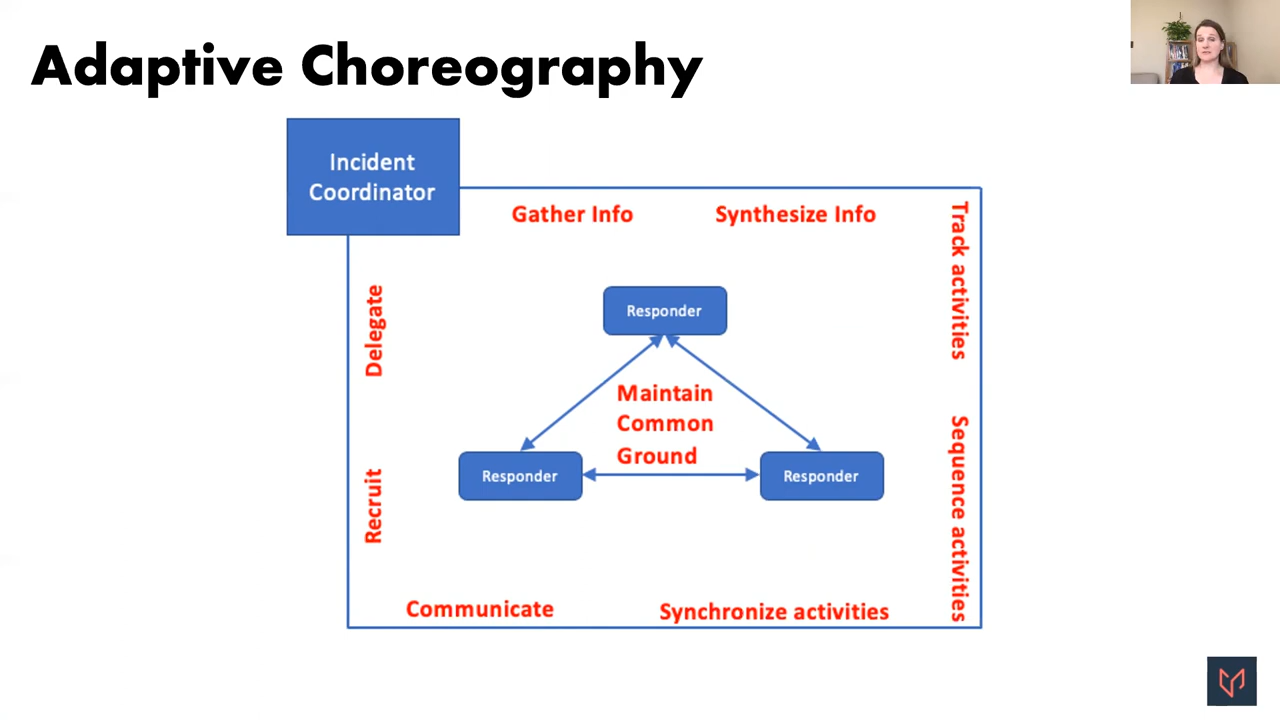 Adaptive Choreography
Incident
Coordinator
Gather Info
Synthesize Info
Track activities
Delegate
Responder
Maintain
Common
Ground
Responder
Responder
Recruit
Sequence activities
Communicate
Synchronize activities